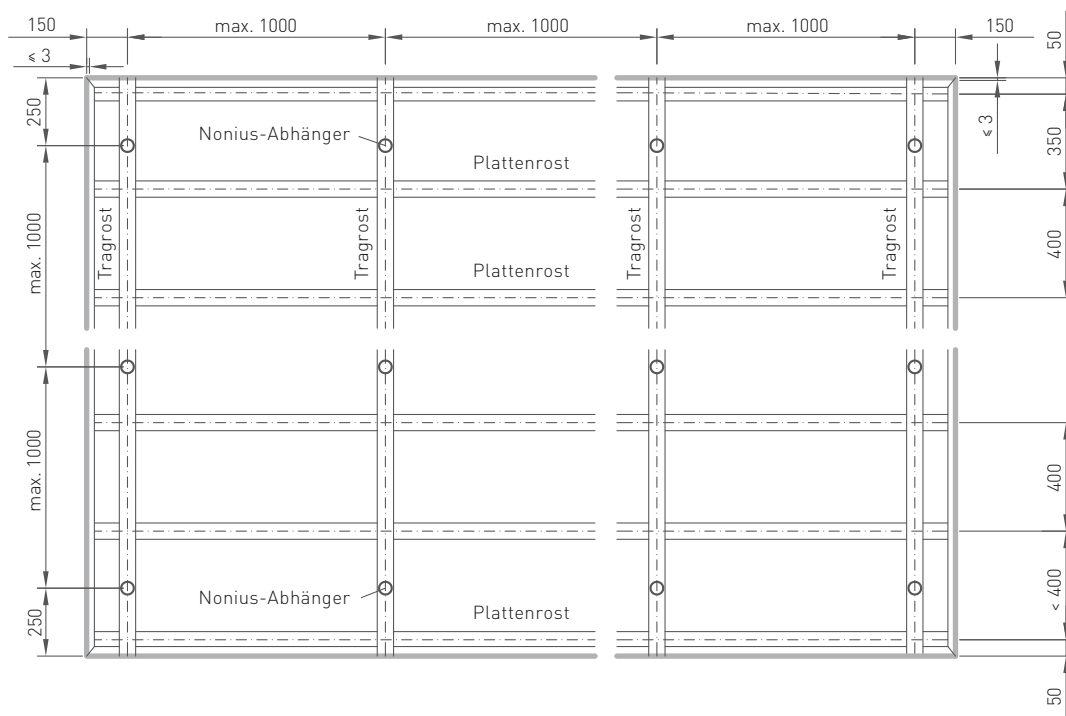 150
max. 1000
max. 1000
max. 1000
150
50
≤ 3
250
Nonius-Abhänger
≤ 3
350
Plattenrost
max. 1000
Tragrost
Tragrost
Tragrost
Tragrost
400
Plattenrost
max. 1000
400
Nonius-Abhänger
Plattenrost
< 400
250
50